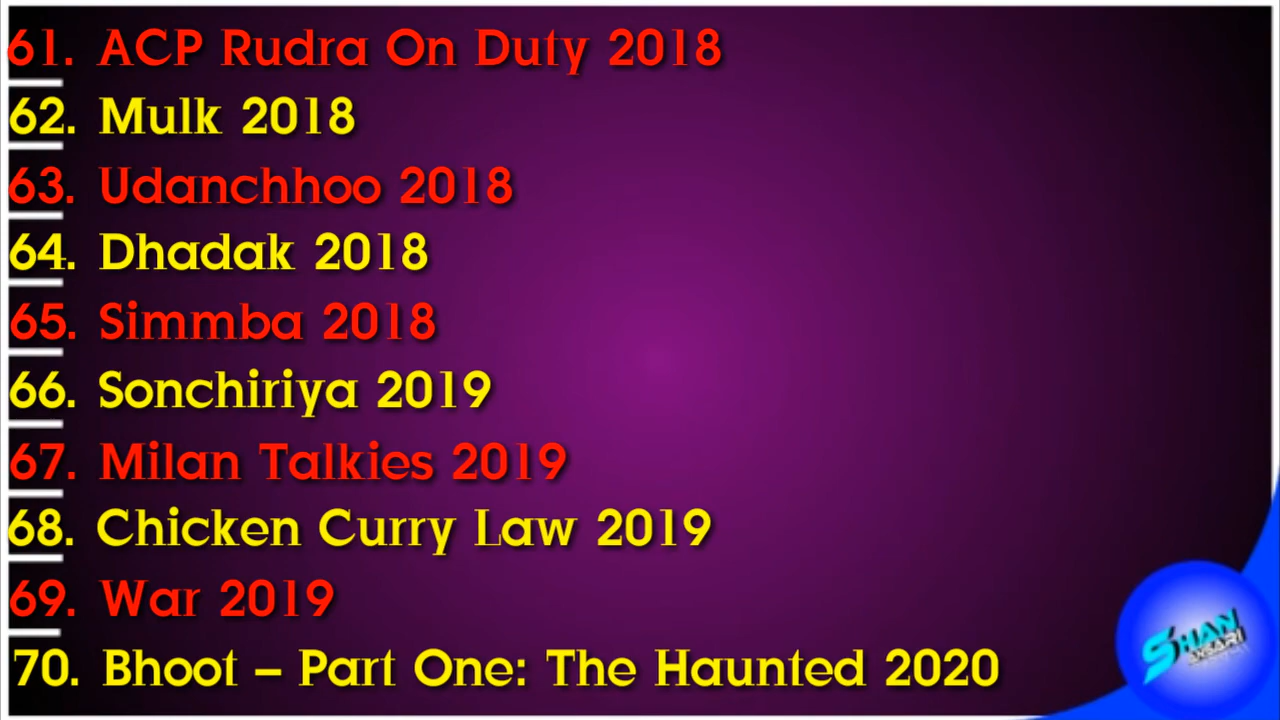 61. ACP Rudra On Duty 2018
62. Mulk 2018
63. Udanchhoo 2018
64. Dhadak 2018
65. Simmba 2018
66. Sonchiriya 2019
67. Milan Talkies 2019
68. Chicken Curry Law 2019
69. War 2019
70. Bhoot – Part One: The Haunted 2020
SHAN